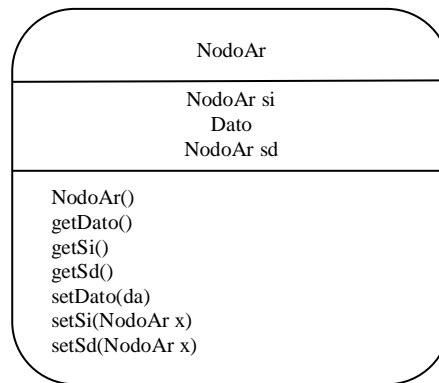 NodoAr
NodoAr si
Dato
NodoAr sd
NodoAr()
getDato()
getSi()
getSd()
setDato(da)
setSi(NodoAr x)
setSd(NodoAr x)